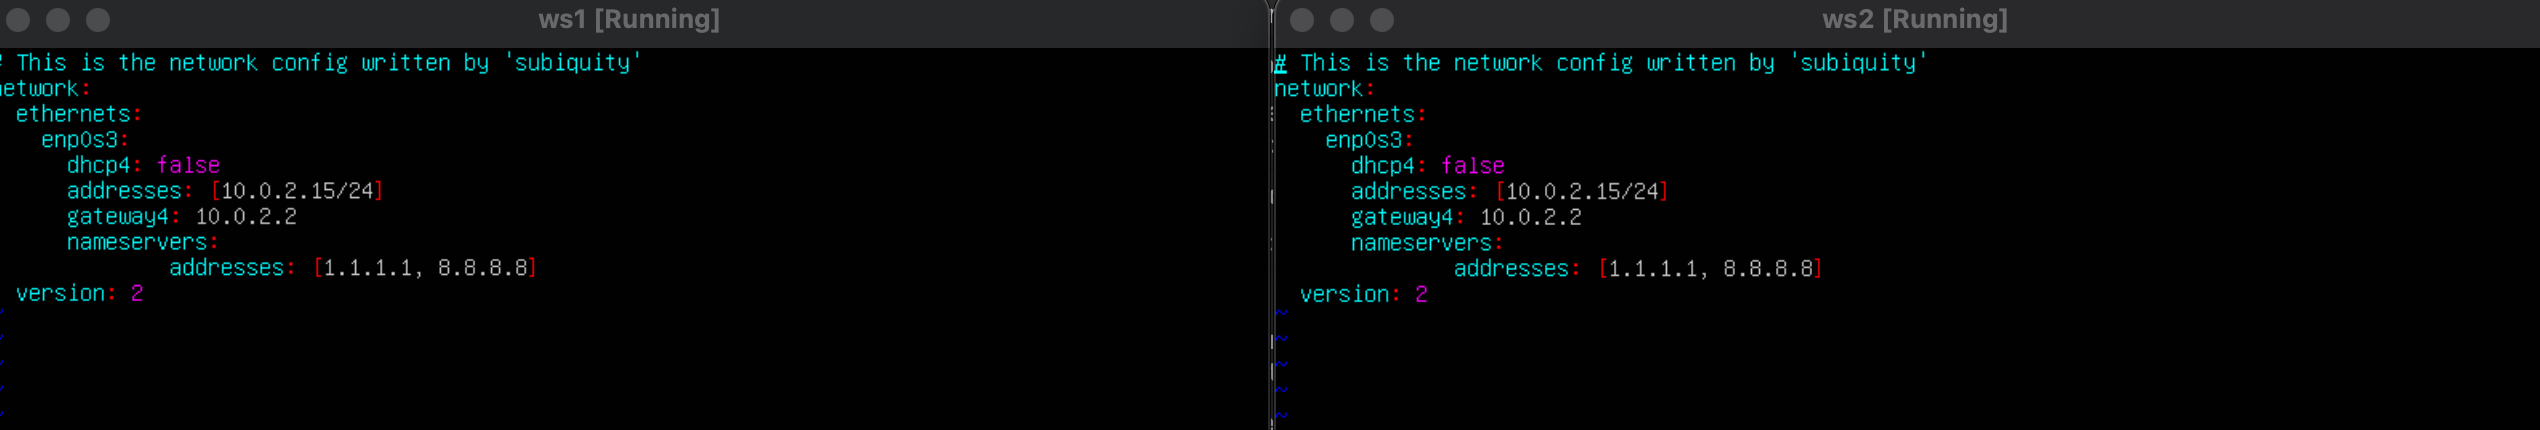 ws1 [Running]
# This is the network config written by 'subiquity'
network:
  ethernets:
    enp0s3:
      dhcp4: false
      addresses: [10.0.2.15/24]
      gateway4: 10.0.2.2
      nameservers:
              addresses: [1.1.1.1, 8.8.8.8]
  version: 2
~
~
~
~
~
ws2 [Running]
# This is the network config written by 'subiquity'
network:
  ethernets:
    enp0s3:
      dhcp4: false
      addresses: [10.0.2.15/24]
      gateway4: 10.0.2.2
      nameservers:
              addresses: [1.1.1.1, 8.8.8.8]
  version: 2
~
~
~
~
~